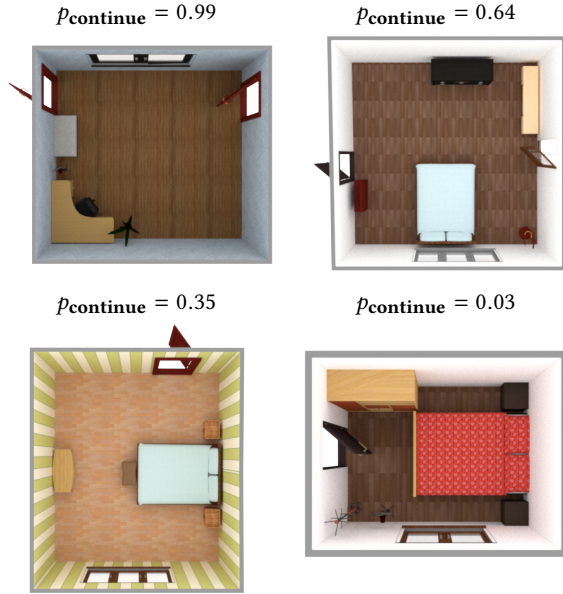 p_continue = 0.99
p_continue = 0.64
p_continue = 0.35
p_continue = 0.03